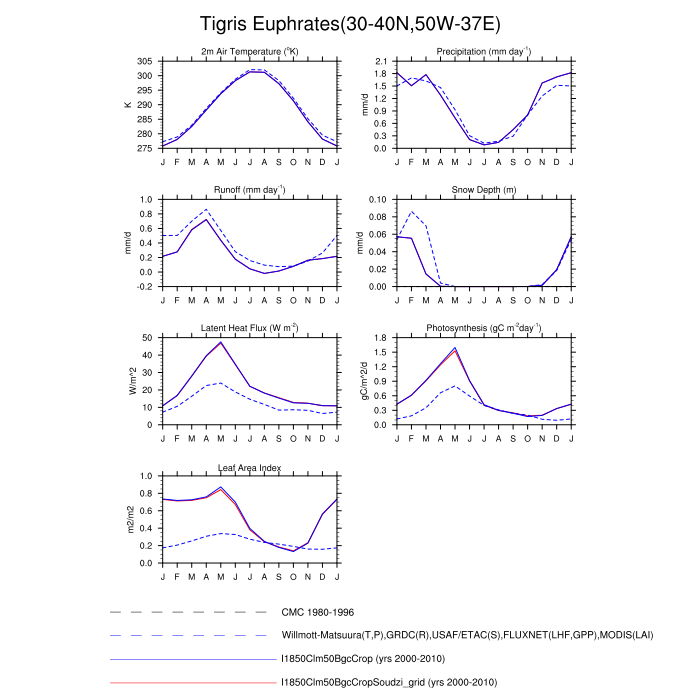 Tigris Euphrates(30-40N,50W-37E)
2m Air Temperature (°K)
K
305
300
295
290
285
280
275
J F M A M J J A S O N D J
Precipitation (mm day⁻¹)
mm/d
2.1
1.8
1.5
1.2
0.9
0.6
0.3
0.0
J F M A M J J A S O N D J
Runoff (mm day⁻¹)
mm/d
1.0
0.8
0.6
0.4
0.2
0.0
-0.2
J F M A M J J A S O N D J
Snow Depth (m)
mm/d
0.10
0.08
0.06
0.04
0.02
0.00
J F M A M J J A S O N D J
Latent Heat Flux (W m⁻²)
W/m^2
50
40
30
20
10
0
J F M A M J J A S O N D J
Photosynthesis (gC m⁻²day⁻¹)
gC/m^2/d
1.8
1.5
1.2
0.9
0.6
0.3
0.0
J F M A M J J A S O N D J
Leaf Area Index
m2/m2
1.0
0.8
0.6
0.4
0.2
0.0
J F M A M J J A S O N D J
CMC 1980-1996
Willmott-Matsuura(T,P),GRDC(R),USAF/ETAC(S),FLUXNET(LHF,GPP),MODIS(LAI)
I1850Clm50BgcCrop (yrs 2000-2010)
I1850Clm50BgcCropSoudzi_grid (yrs 2000-2010)